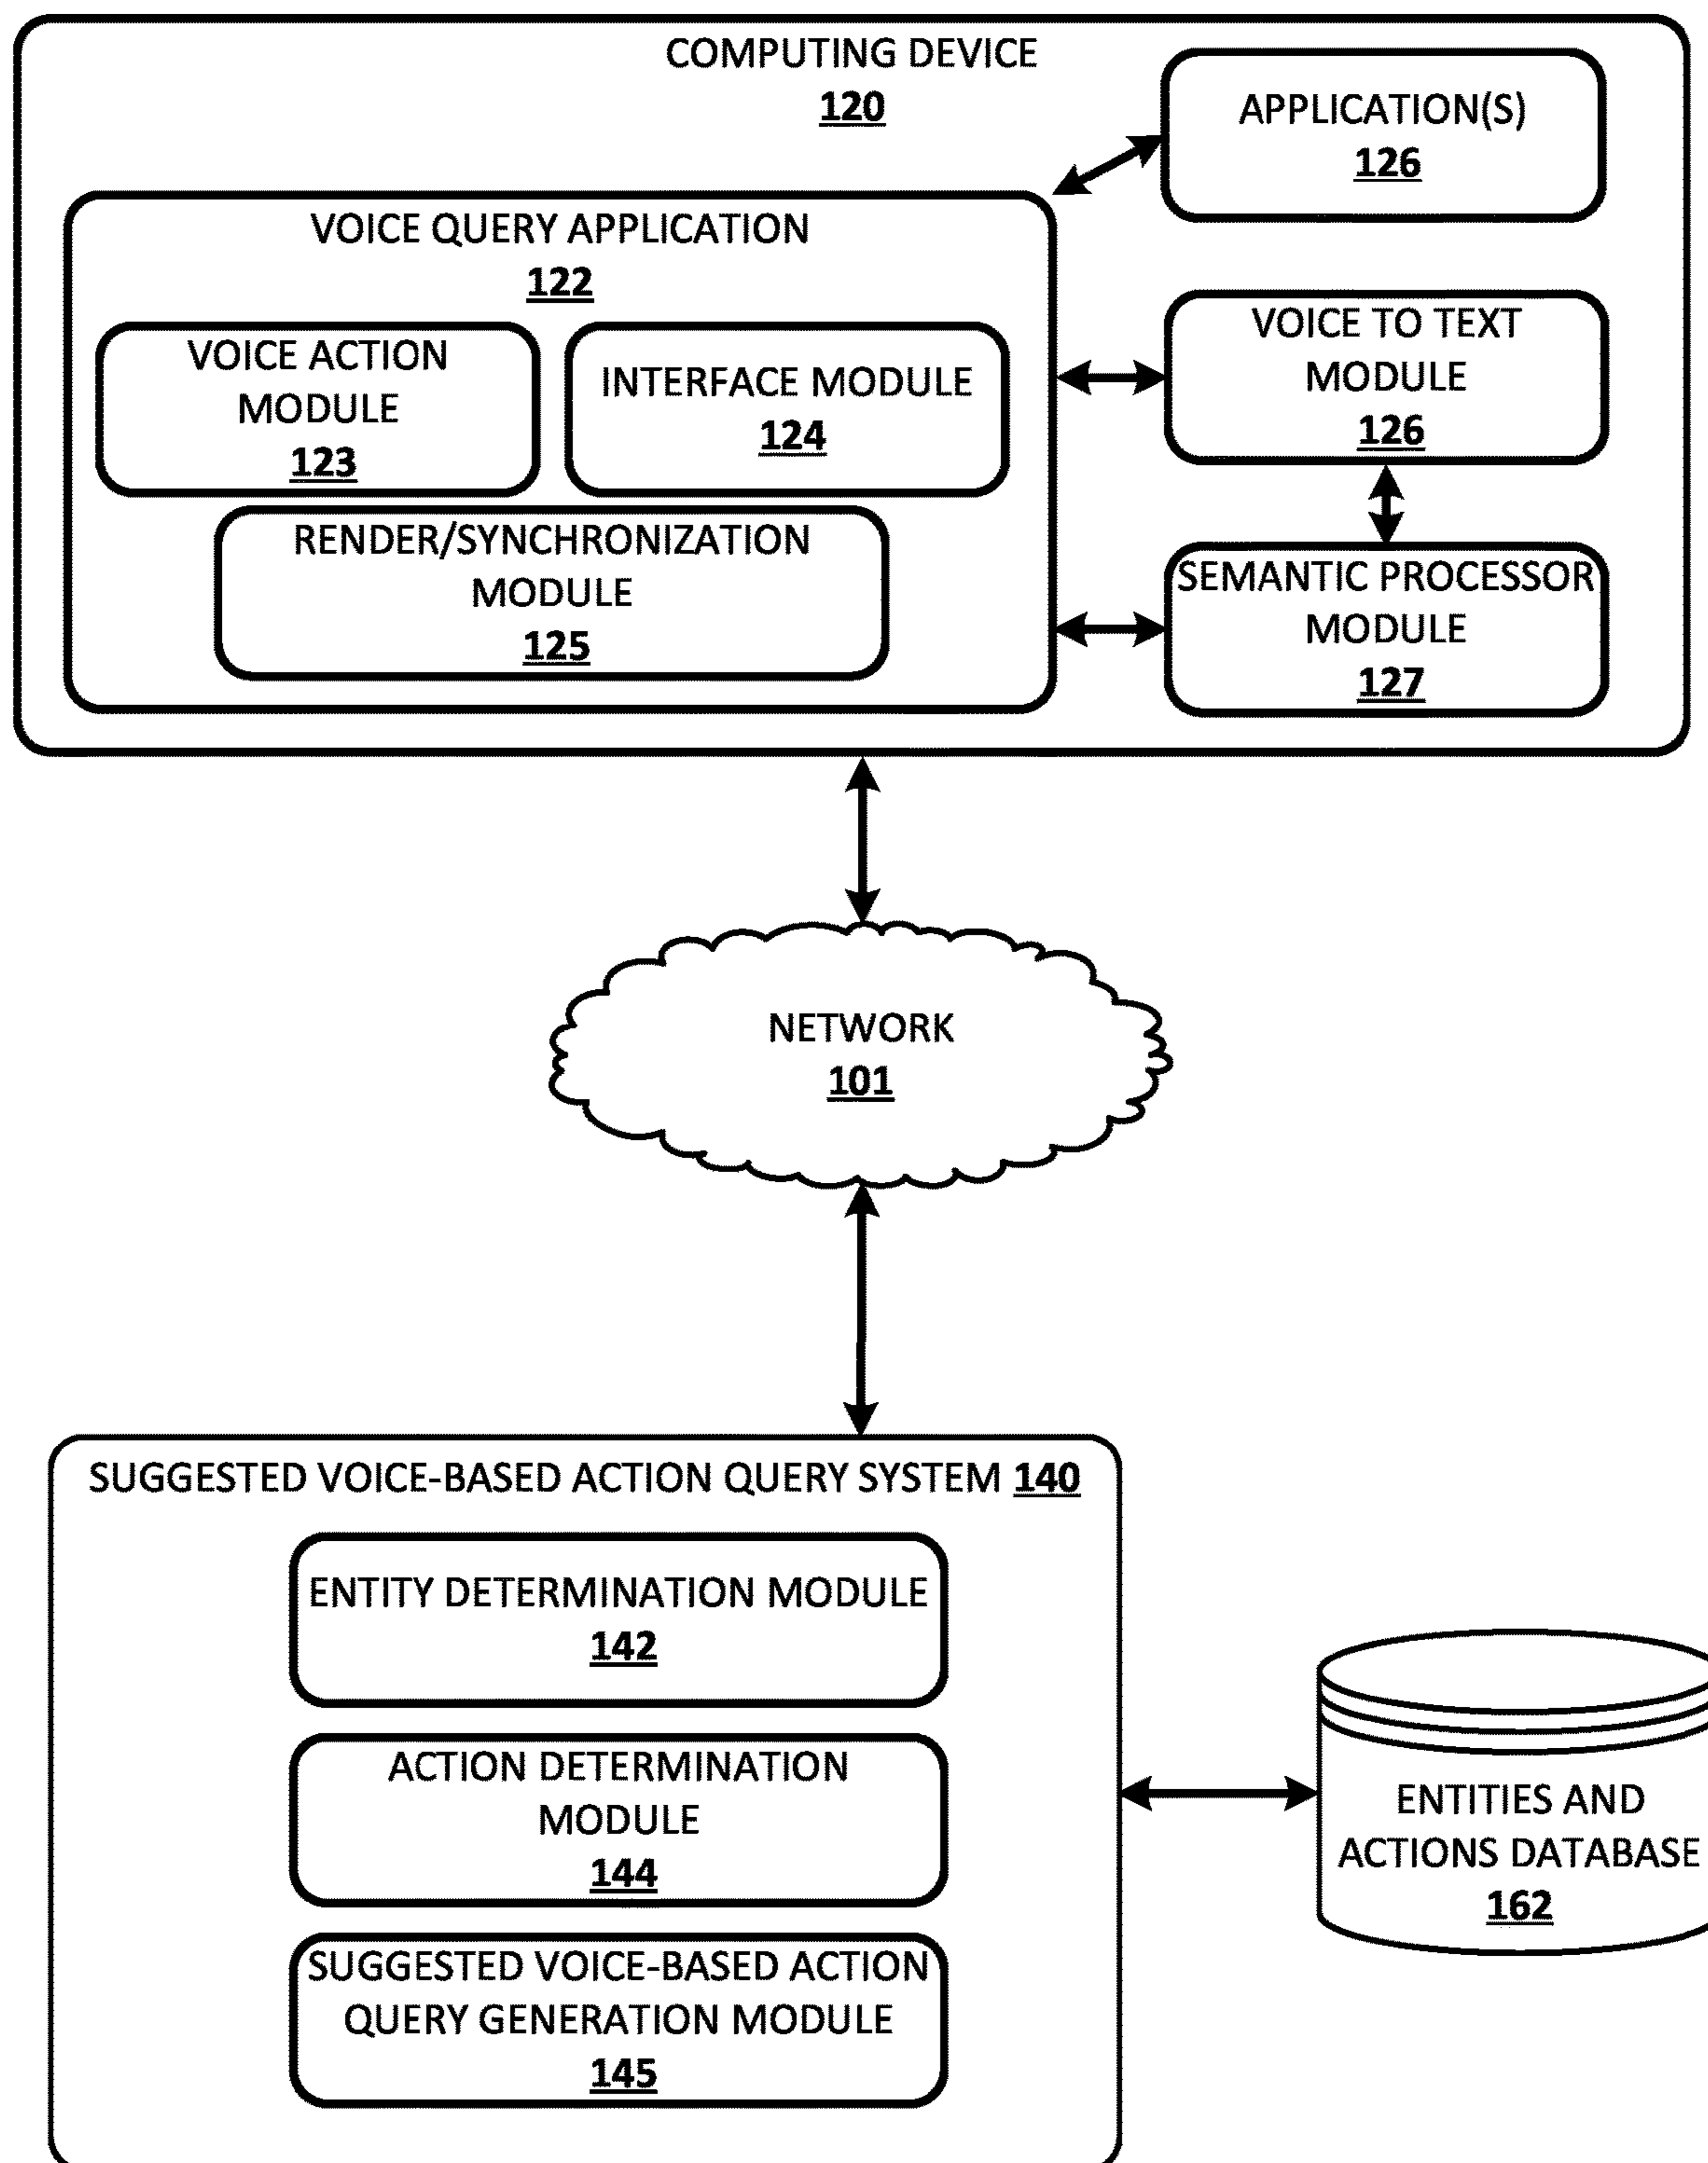 COMPUTING DEVICE
120
APPLICATION(S)
126
VOICE QUERY APPLICATION
122
VOICE ACTION
MODULE
123
INTERFACE MODULE
124
RENDER/SYNCHRONIZATION
MODULE
125
VOICE TO TEXT
MODULE
126
SEMANTIC PROCESSOR
MODULE
127
NETWORK
101
SUGGESTED VOICE-BASED ACTION QUERY SYSTEM 140
ENTITY DETERMINATION MODULE
142
ACTION DETERMINATION
MODULE
144
SUGGESTED VOICE-BASED ACTION
QUERY GENERATION MODULE
145
ENTITIES AND
ACTIONS DATABASE
162